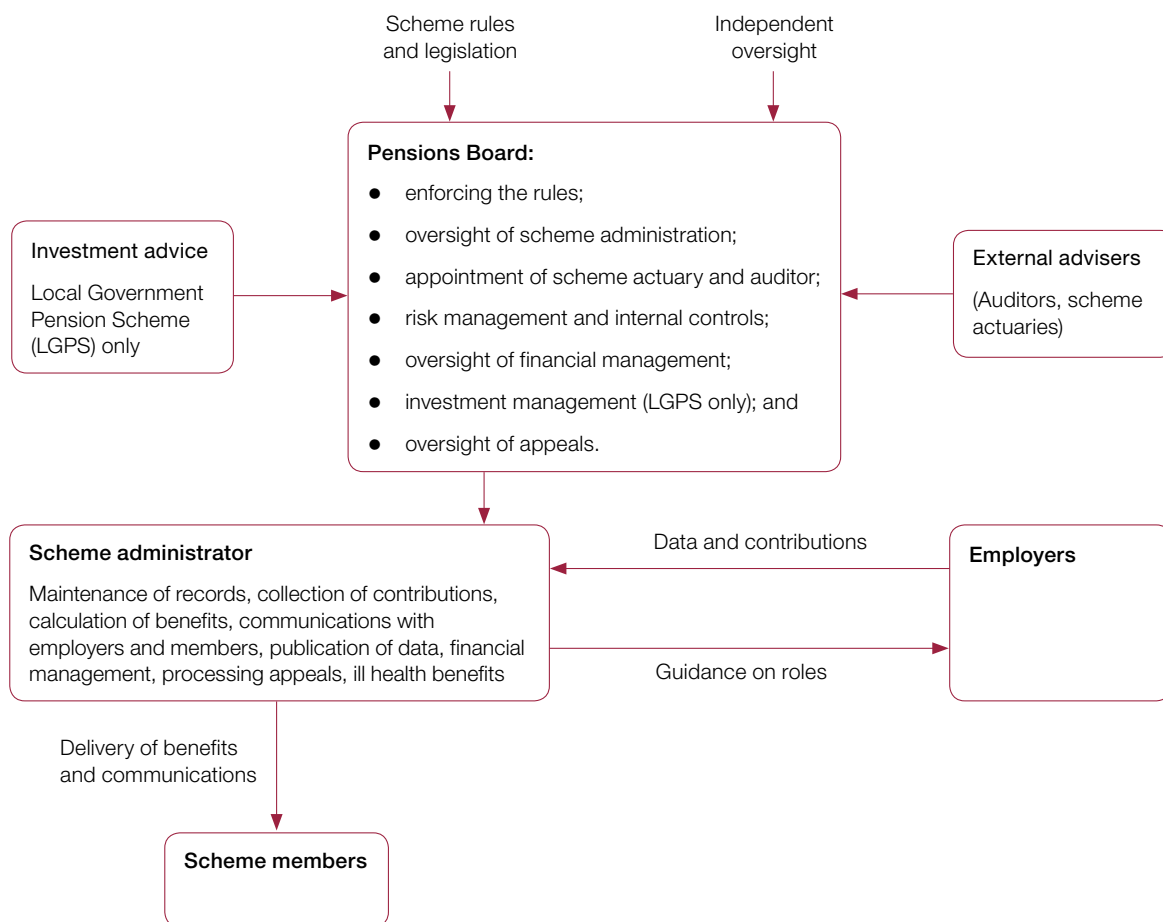 Scheme rules
and legislation
Independent
oversight
Pensions Board:
● enforcing the rules;
● oversight of scheme administration;
● appointment of scheme actuary and auditor;
● risk management and internal controls;
● oversight of financial management;
● investment management (LGPS only); and
● oversight of appeals.
Investment advice
Local Government
Pension Scheme
(LGPS) only
External advisers
(Auditors, scheme
actuaries)
Scheme administrator
Maintenance of records, collection of contributions,
calculation of benefits, communications with
employers and members, publication of data, financial
management, processing appeals, ill health benefits
Data and contributions
Guidance on roles
Employers
Delivery of benefits
and communications
Scheme members